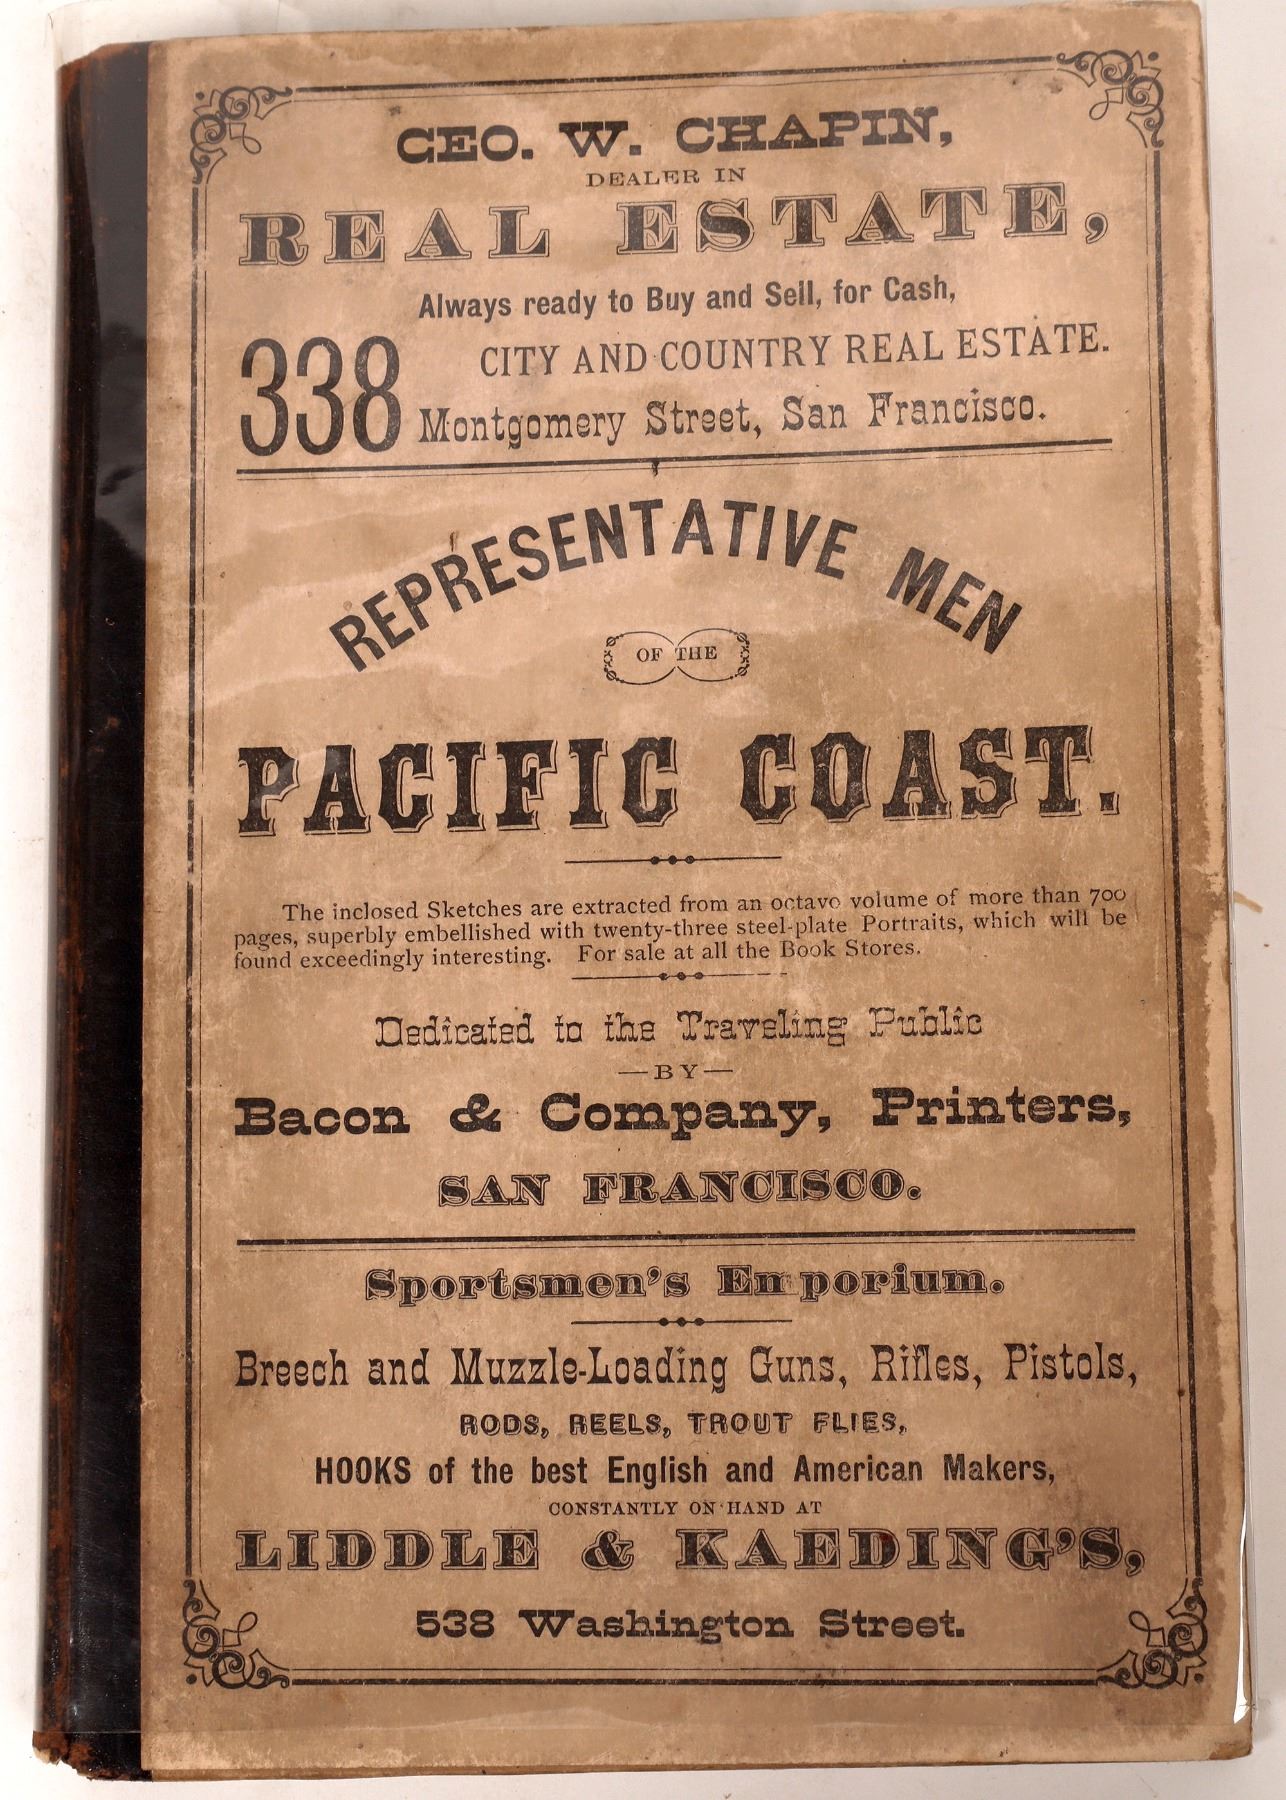 GEO. W. CHAPIN,
DEALER IN
REAL ESTATE,
Always ready to Buy and Sell, for Cash,
CITY AND COUNTRY REAL ESTATE.
338 Montgomery Street, San Francisco.
REPRESENTATIVE MEN
OF THE
PACIFIC COAST.
The inclosed Sketches are extracted from an octavo volume of more than 700
pages, superbly embellished with twenty-three steel-plate Portraits, which will be
found exceedingly interesting. For sale at all the Book Stores.
Dedicated to the Traveling Public
—BY—
Bacon & Company, Printers,
SAN FRANCISCO.
Sportsmen's Emporium.
Breech and Muzzle-Loading Guns, Rifles, Pistols,
RODS, REELS, TROUT FLIES,
HOOKS of the best English and American Makers,
CONSTANTLY ON HAND AT
LIDDLE & KAEDING'S,
538 Washington Street.